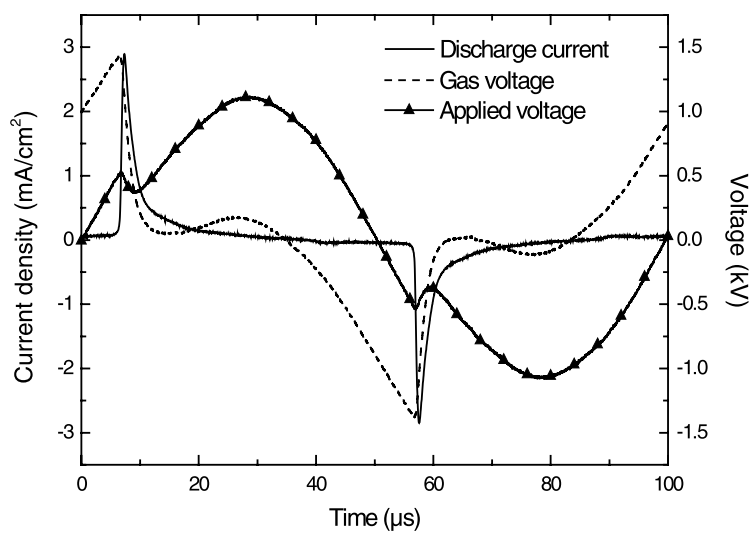 Discharge current
Gas voltage
Applied voltage
Current density (mA/cm²)
3
2
1
0
-1
-2
-3
1.5
1.0
0.5
0.0
-0.5
-1.0
-1.5
Voltage (kV)
0 20 40 60 80 100
Time (µs)